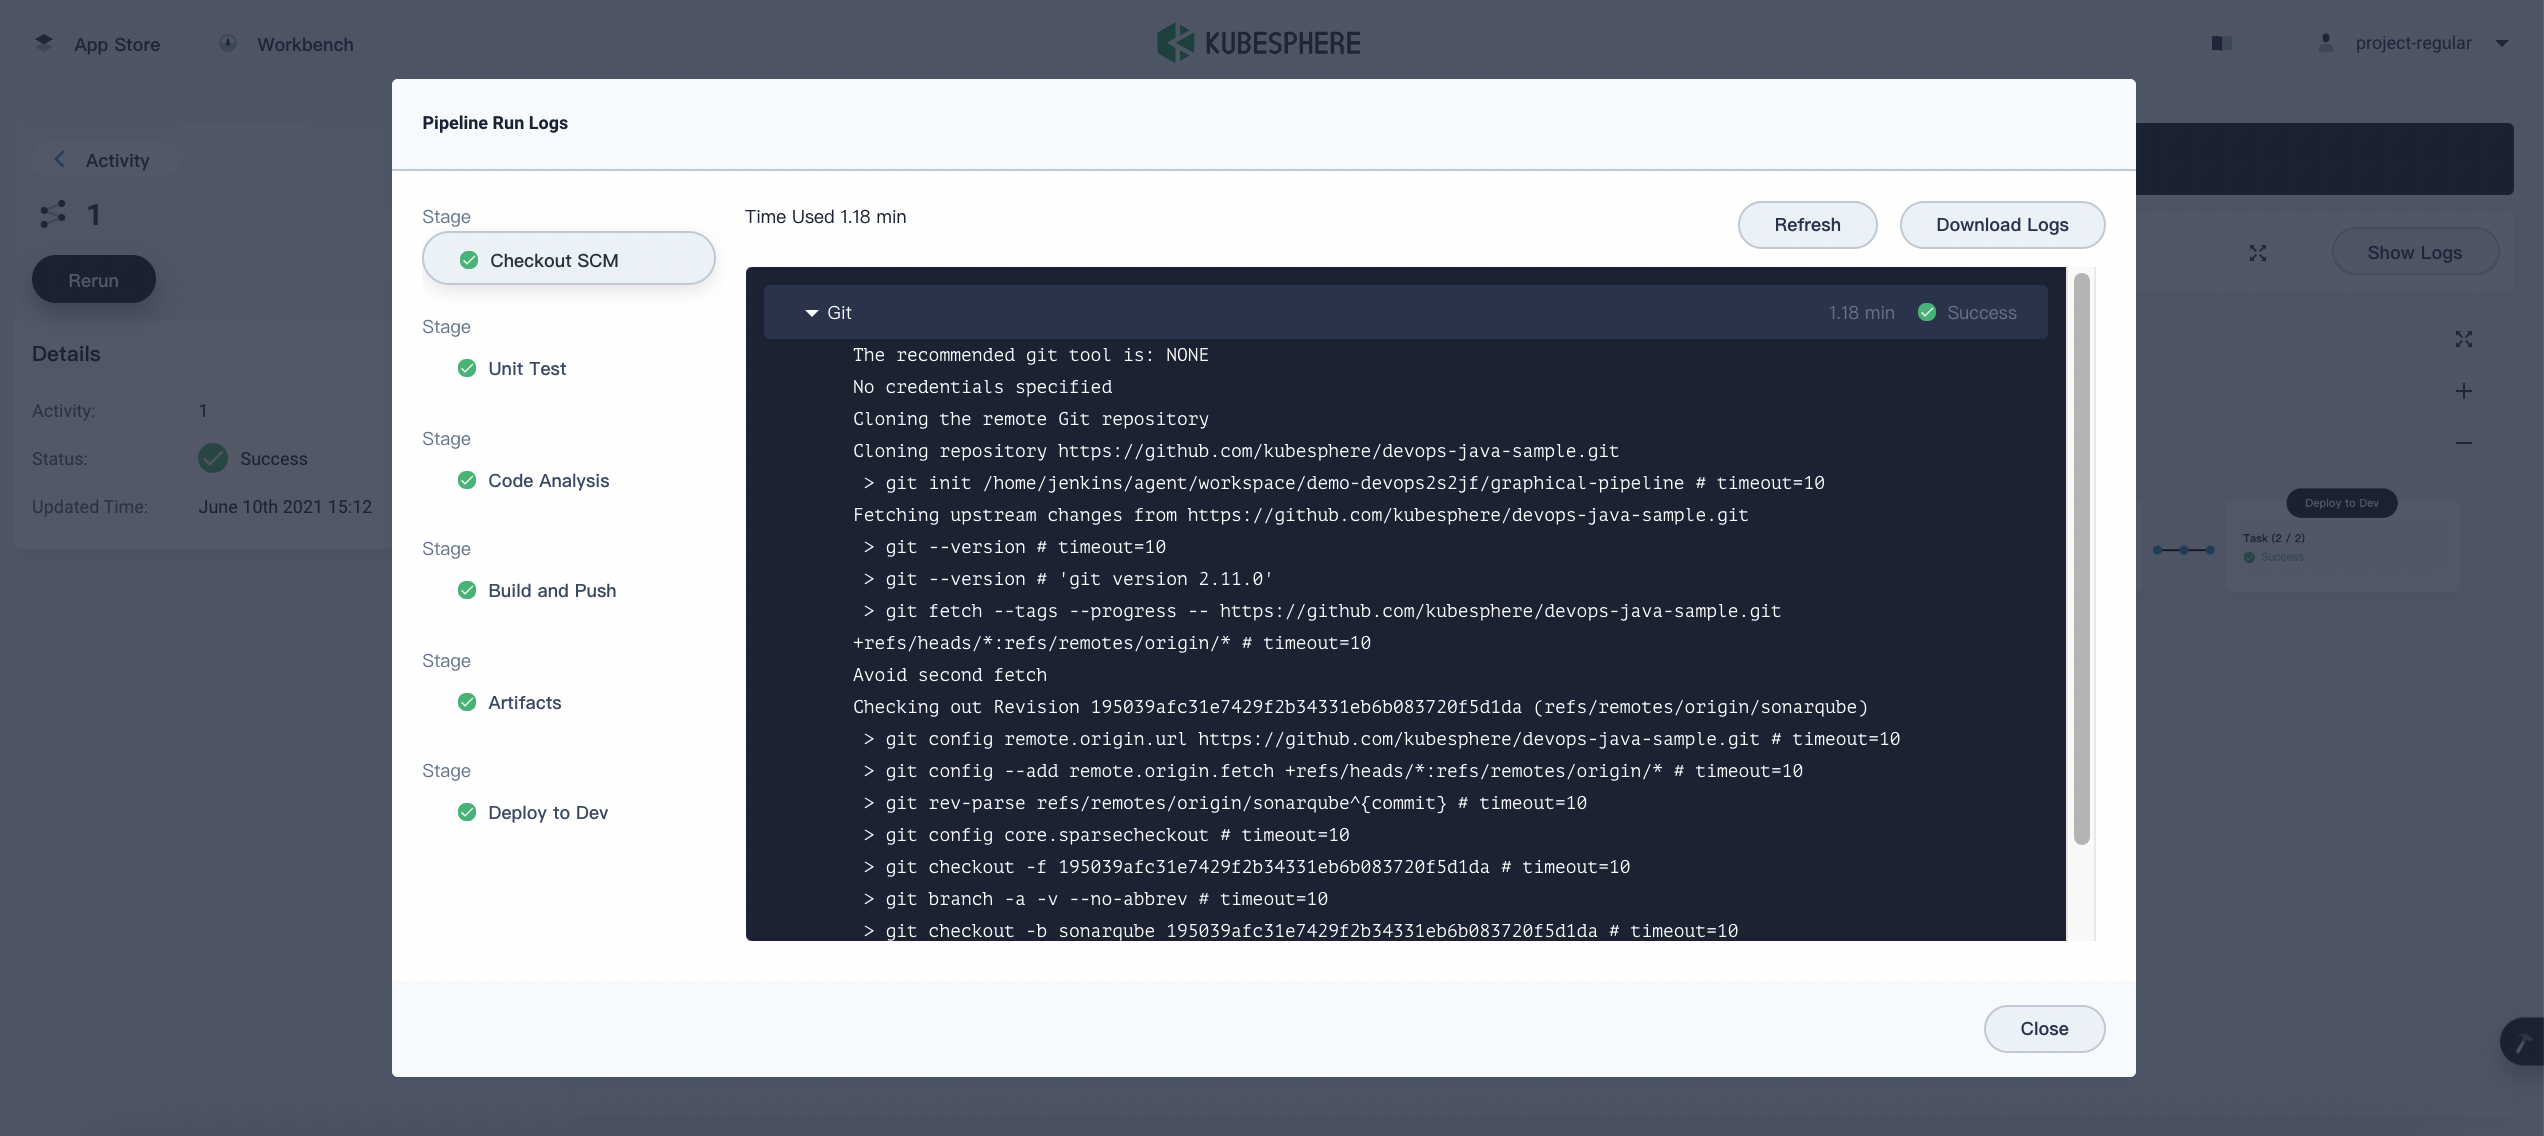 App Store
Workbench
KUBESPHERE
project-regular
Activity
1
Rerun
Details
Activity: 1
Status: Success
Updated Time: June 10th 2021 15:12
Pipeline Run Logs
Stage
Checkout SCM
Stage
Unit Test
Stage
Code Analysis
Stage
Build and Push
Stage
Artifacts
Stage
Deploy to Dev
Time Used 1.18 min
Refresh
Download Logs
Git 1.18 min Success
The recommended git tool is: NONE
No credentials specified
Cloning the remote Git repository
Cloning repository https://github.com/kubesphere/devops-java-sample.git
> git init /home/jenkins/agent/workspace/demo-devops2s2jf/graphical-pipeline # timeout=10
Fetching upstream changes from https://github.com/kubesphere/devops-java-sample.git
> git --version # timeout=10
> git --version # 'git version 2.11.0'
> git fetch --tags --progress -- https://github.com/kubesphere/devops-java-sample.git
+refs/heads/*:refs/remotes/origin/* # timeout=10
Avoid second fetch
Checking out Revision 195039afc31e7429f2b34331eb6b083720f5d1da (refs/remotes/origin/sonarqube)
> git config remote.origin.url https://github.com/kubesphere/devops-java-sample.git # timeout=10
> git config --add remote.origin.fetch +refs/heads/*:refs/remotes/origin/* # timeout=10
> git rev-parse refs/remotes/origin/sonarqube^{commit} # timeout=10
> git config core.sparsecheckout # timeout=10
> git checkout -f 195039afc31e7429f2b34331eb6b083720f5d1da # timeout=10
> git branch -a -v --no-abbrev # timeout=10
> git checkout -b sonarqube 195039afc31e7429f2b34331eb6b083720f5d1da # timeout=10
Close
Show Logs
Deploy to Dev
Task (2 / 2)
Success